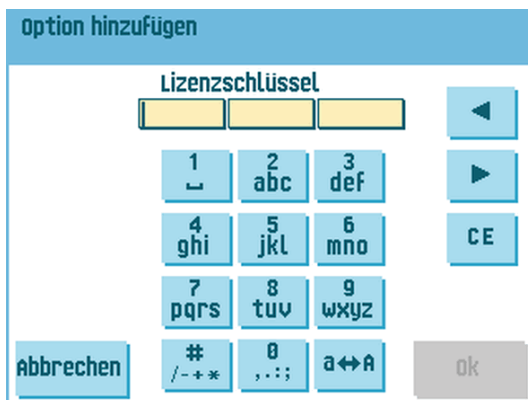 Option hinzufügen
Lizenzschlüssel
1 2 3
␣ abc def
4 5 6
ghi jkl mno
CE
7 8 9
pqrs tuv wxyz
Abbrechen
# 0 a↔A
/-+* ,.:;
Ok